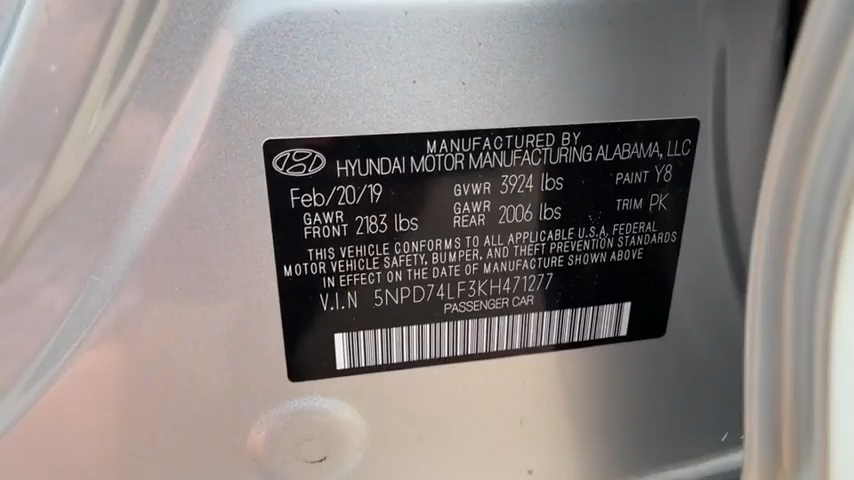 MANUFACTURED BY
HYUNDAI MOTOR MANUFACTURING ALABAMA, LLC
Feb/20/19 GVWR 3924 lbs PAINT Y8
GAWR FRONT 2183 lbs GAWR REAR 2006 lbs TRIM PK
THIS VEHICLE CONFORMS TO ALL APPLICABLE U.S.A. FEDERAL
MOTOR VEHICLE SAFETY, BUMPER, AND THEFT PREVENTION STANDARDS
IN EFFECT ON THE DATE OF MANUFACTURE SHOWN ABOVE
V.I.N 5NPD74LF3KH471277
PASSENGER CAR